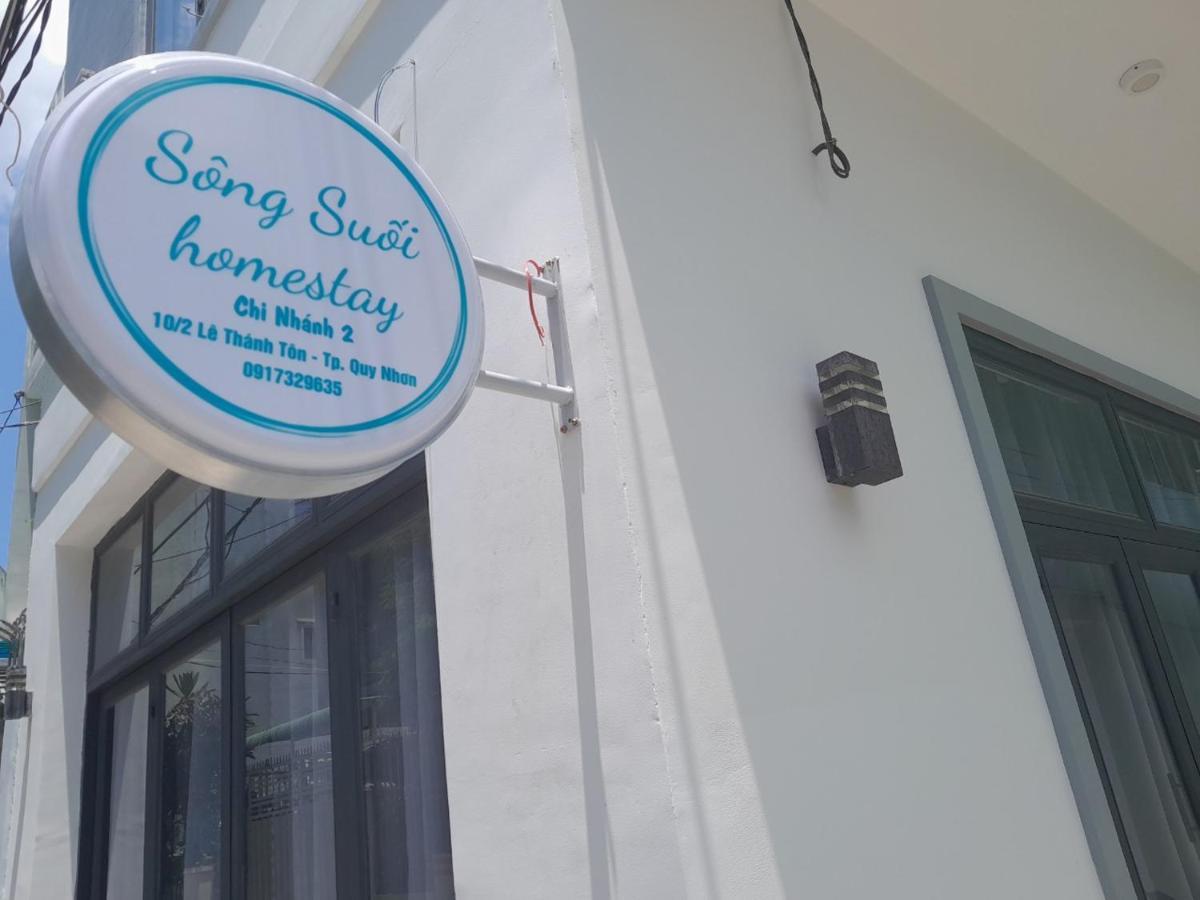 Sông Suối
homestay
Chi Nhánh 2
10/2 Lê Thánh Tôn - Tp. Quy Nhơn
0917329635